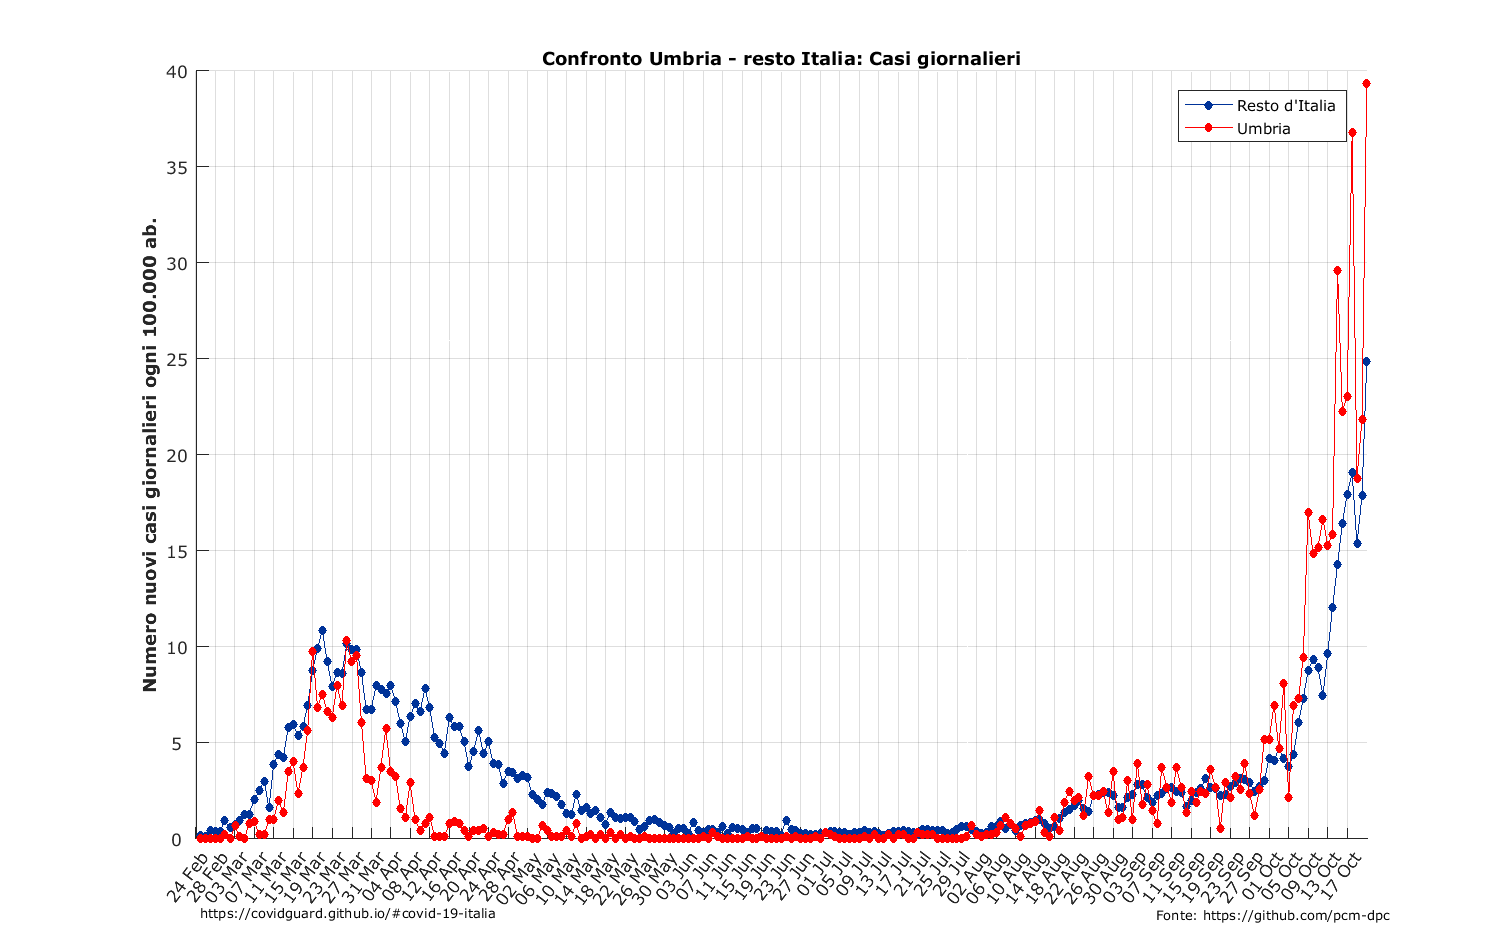 Confronto Umbria - resto Italia: Casi giornalieri
Numero nuovi casi giornalieri ogni 100.000 ab.
40
35
30
25
20
15
10
5
0
Resto d'Italia
Umbria
24 Feb
28 Feb
03 Mar
07 Mar
11 Mar
15 Mar
19 Mar
23 Mar
27 Mar
31 Mar
04 Apr
08 Apr
12 Apr
16 Apr
20 Apr
24 Apr
28 Apr
02 May
06 May
10 May
14 May
18 May
22 May
26 May
30 May
03 Jun
07 Jun
11 Jun
15 Jun
19 Jun
23 Jun
27 Jun
01 Jul
05 Jul
09 Jul
13 Jul
17 Jul
21 Jul
25 Jul
29 Jul
02 Aug
06 Aug
10 Aug
14 Aug
18 Aug
22 Aug
26 Aug
30 Aug
03 Sep
07 Sep
11 Sep
15 Sep
19 Sep
23 Sep
27 Sep
01 Oct
05 Oct
09 Oct
13 Oct
17 Oct
https://covidguard.github.io/#covid-19-italia
Fonte: https://github.com/pcm-dpc